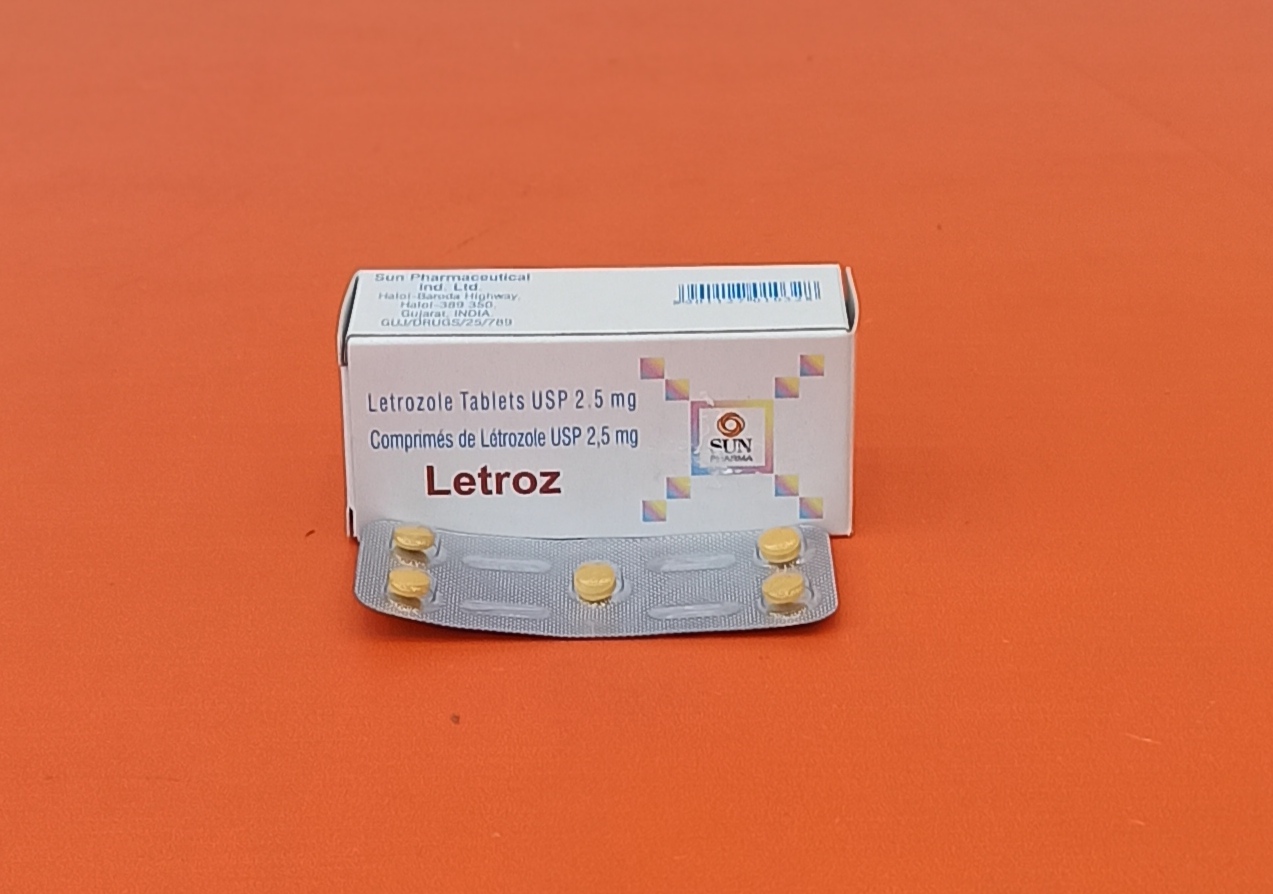 Sun Pharmaceutical
Ind. Ltd.
Halol-Baroda Highway,
Halol-389 350,
Gujarat, INDIA.
GUJ/DRUGS/25/789
Letrozole Tablets USP 2.5 mg
Comprimés de Létrozole USP 2,5 mg
Letroz
SUN
PHARMA